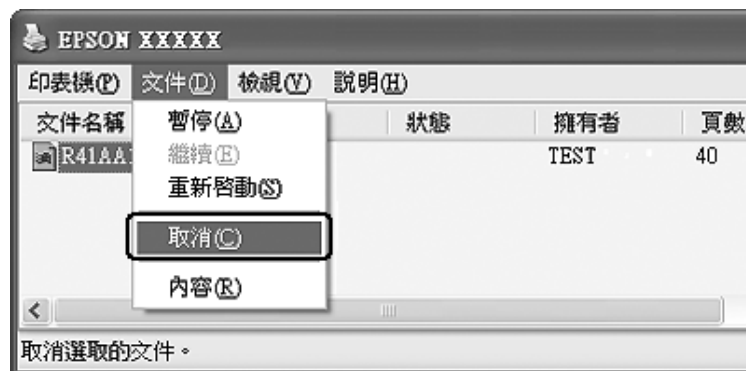 EPSON XXXXX
印表機(P) 文件(D) 檢視(V) 說明(H)
文件名稱 狀態 擁有者 頁數
R41AA TEST 40
暫停(A)
繼續(E)
重新啓動(S)
取消(C)
內容(R)
取消選取的文件。